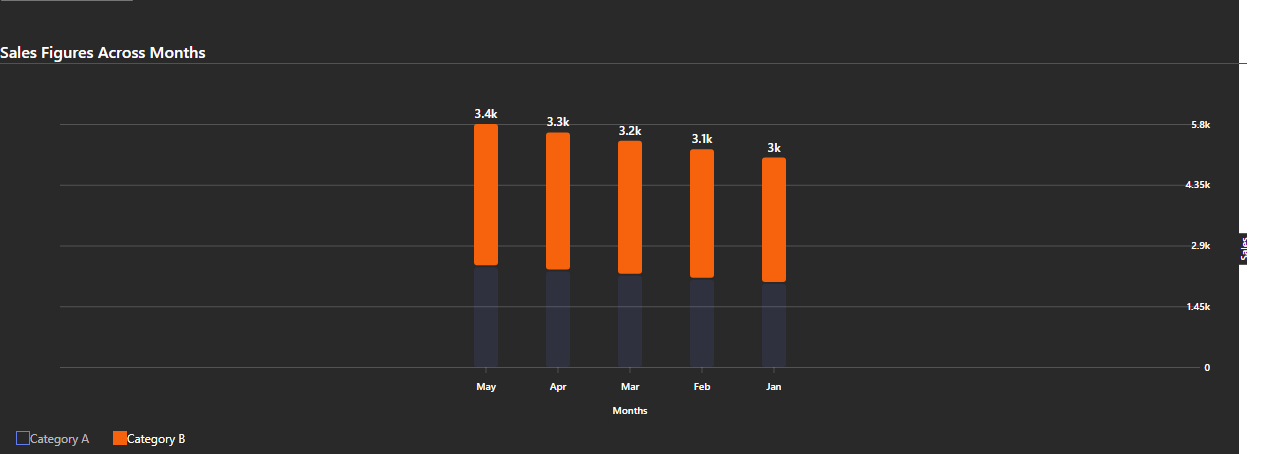 Sales Figures Across Months
3.4k
3.3k
3.2k
3.1k
3k
5.8k
4.35k
2.9k
1.45k
0
Sales
May Apr Mar Feb Jan
Months
Category A Category B